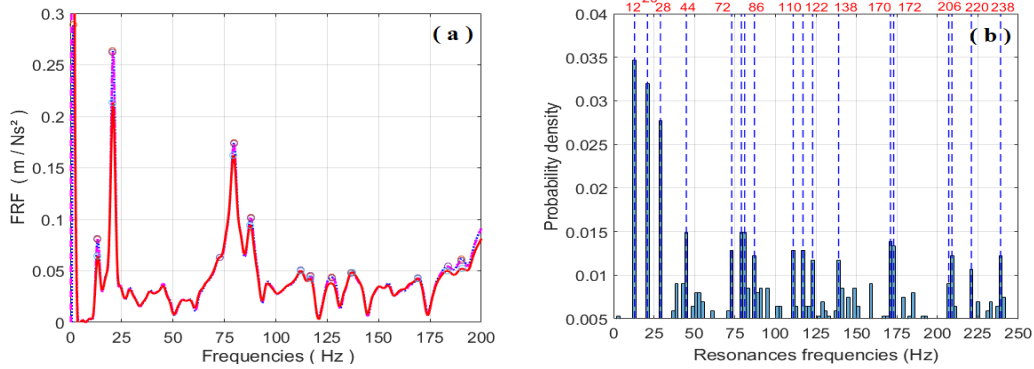 ( a )
FRF ( m / Ns² )
0.3
0.25
0.2
0.15
0.1
0.05
0
0 25 50 75 100 125 150 175 200
Frequencies ( Hz )
12 28 44 72 86 110 122 138 170 172 206 220 238
( b )
Probability density
0.04
0.035
0.03
0.025
0.02
0.015
0.01
0.005
0 25 50 75 100 125 150 175 200 225 250
Resonances frequencies (Hz)